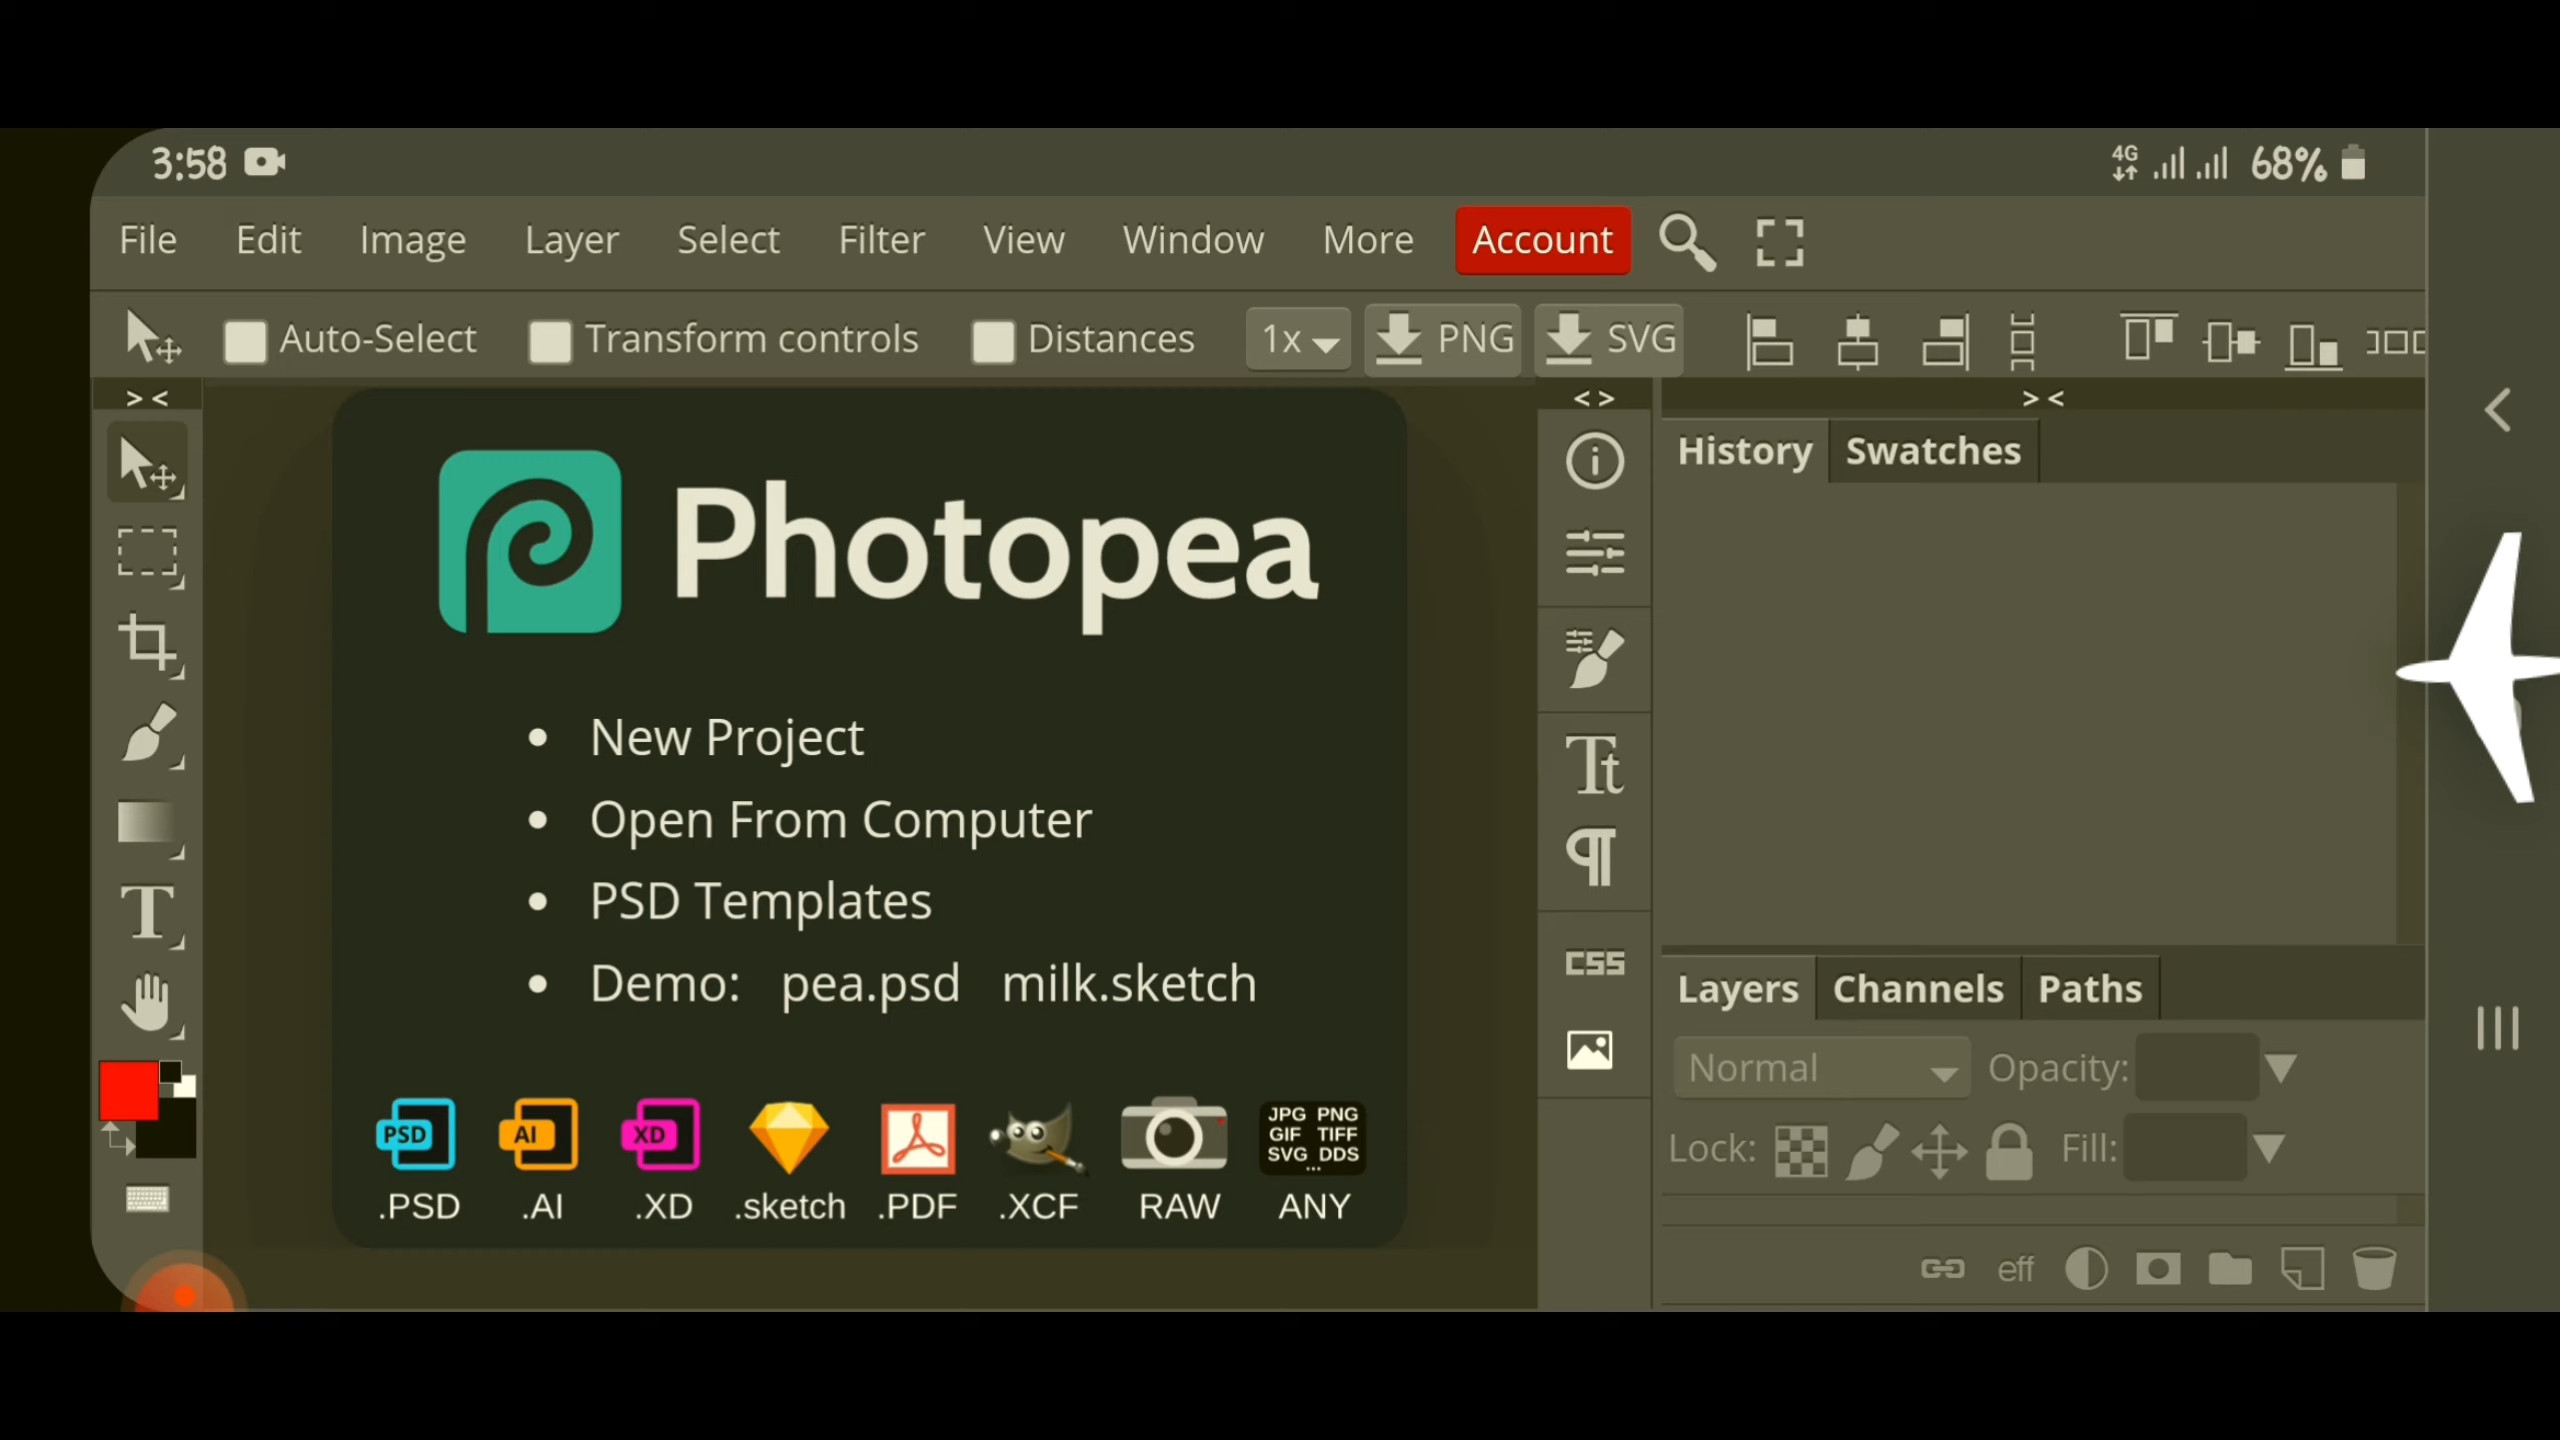 3:58 4G 68%
File Edit Image Layer Select Filter View Window More Account
Auto-Select Transform controls Distances 1x PNG SVG
> < < > > <
History Swatches
Photopea
• New Project
• Open From Computer
• PSD Templates
• Demo: pea.psd milk.sketch
T
Tt
¶
CSS
Layers Channels Paths
Normal Opacity:
Lock: Fill:
PSD AI XD
JPG PNG
GIF TIFF
SVG DDS
...
.PSD .AI .XD .sketch .PDF .XCF RAW ANY
eff